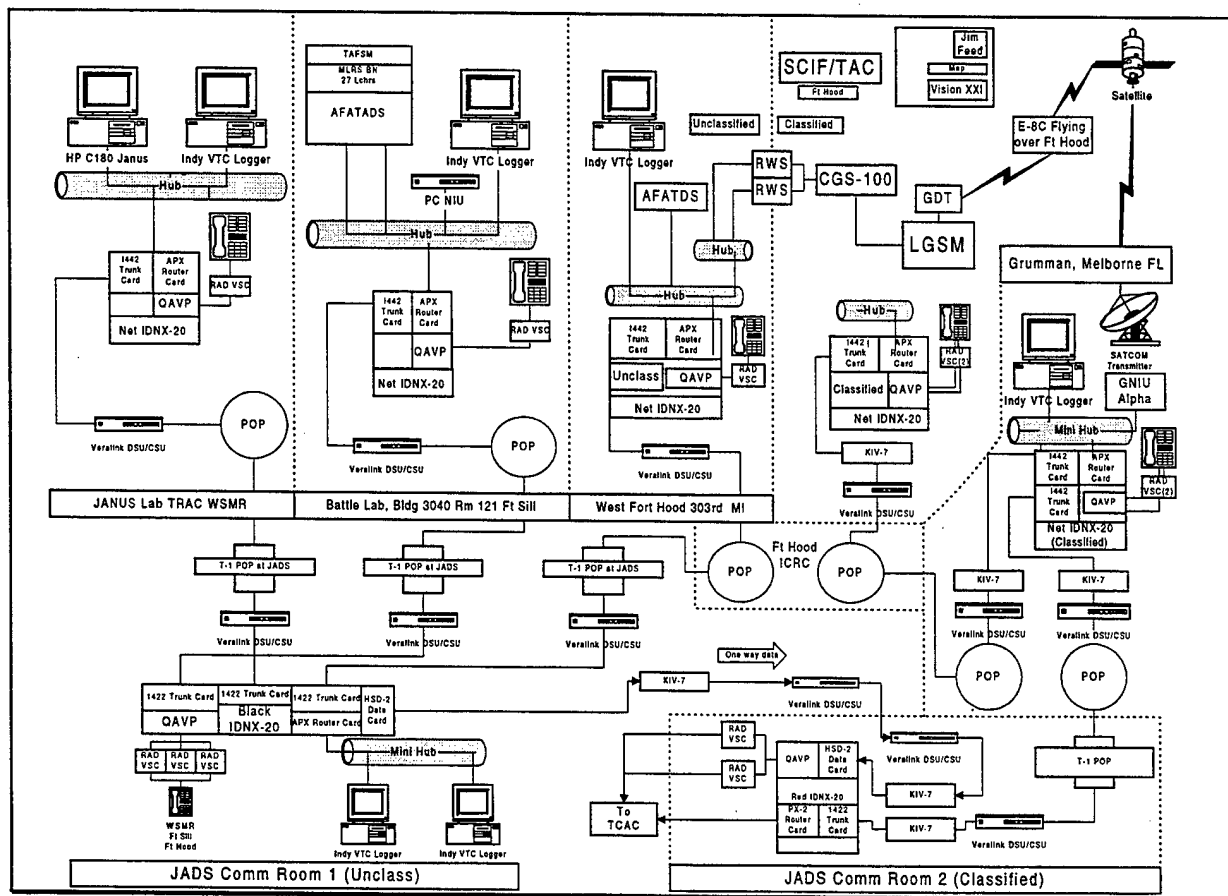 HP C180 Janus
Indy VTC Logger
Hub
I442
Trunk
Card
APX
Router
Card
QAVP
Net IDNX-20
RAD VSC
Veralink DSU/CSU
POP
JANUS Lab TRAC WSMR
TAFSM
MLRS BN
27 Lchrs
AFATADS
Indy VTC Logger
PC NIU
Hub
I442
Trunk
Card
APX
Router
Card
QAVP
Net IDNX-20
RAD VSC
Veralink DSU/CSU
POP
Battle Lab, Bldg 3040 Rm 121 Ft Sill
Indy VTC Logger
AFATDS
Unclassified
Hub
Hub
I442
Trunk
Card
APX
Router
Card
Unclass
QAVP
Net IDNX-20
RAD
VSC
Veralink DSU/CSU
West Fort Hood 303rd MI
SCIF/TAC
Ft Hood
Classified
RWS
RWS
CGS-100
Jim
Feed
Map
Vision XXI
Satellite
E-8C Flying
over Ft Hood
GDT
LGSM
Grumman, Melborne FL
SATCOM
Transmitter
Hub
1442
Trunk
Card
APX
Router
Card
Classified
QAVP
Net IDNX-20
RAD
VSC(2)
KIV-7
Veralink DSU/CSU
Indy VTC Logger
GNIU
Alpha
Mini Hub
I442
Trunk
Card
APX
Router
Card
I442
Trunk
Card
QAVP
Net IDNX-20
(Classified)
RAD
VSC(2)
KIV-7
KIV-7
Veralink DSU/CSU
Veralink DSU/CSU
POP
POP
Ft Hood
ICRC
POP
POP
T-1 POP at JADS
T-1 POP at JADS
T-1 POP at JADS
Veralink DSU/CSU
Veralink DSU/CSU
Veralink DSU/CSU
One way data
1422 Trunk Card
1422 Trunk Card
1422 Trunk Card
HSD-2
Data
Card
QAVP
Black
IDNX-20
APX Router Card
RAD
VSC
RAD
VSC
RAD
VSC
WSMR
Ft Sill
Ft Hood
Mini Hub
Indy VTC Logger
Indy VTC Logger
JADS Comm Room 1 (Unclass)
KIV-7
Veralink DSU/CSU
RAD
VSC
RAD
VSC
To
TCAC
QAVP
HSD-2
Data
Card
Red IDNX-20
PX-2
Router
Card
1422
Trunk
Card
Veralink DSU/CSU
KIV-7
KIV-7
Veralink DSU/CSU
T-1 POP
JADS Comm Room 2 (Classified)